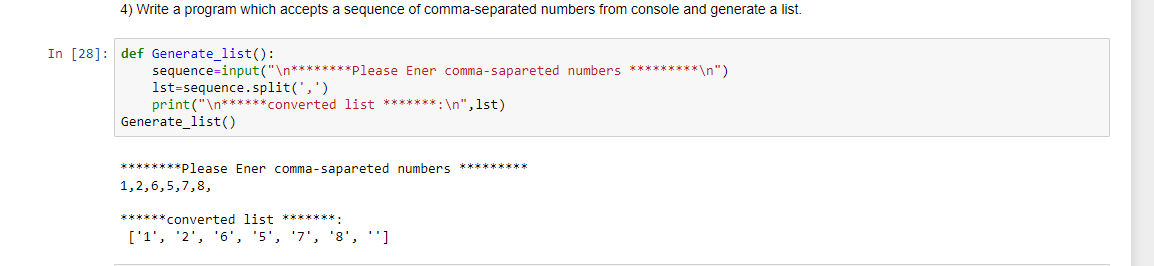 4) Write a program which accepts a sequence of comma-separated numbers from console and generate a list.
In [28]: def Generate_list():
    sequence=input("\n********Please Ener comma-sapareted numbers *********\n")
    lst=sequence.split(',')
    print("\n******converted list *******:\n",lst)
Generate_list()
********Please Ener comma-sapareted numbers *********
1,2,6,5,7,8,
******converted list *******:
 ['1', '2', '6', '5', '7', '8', '']